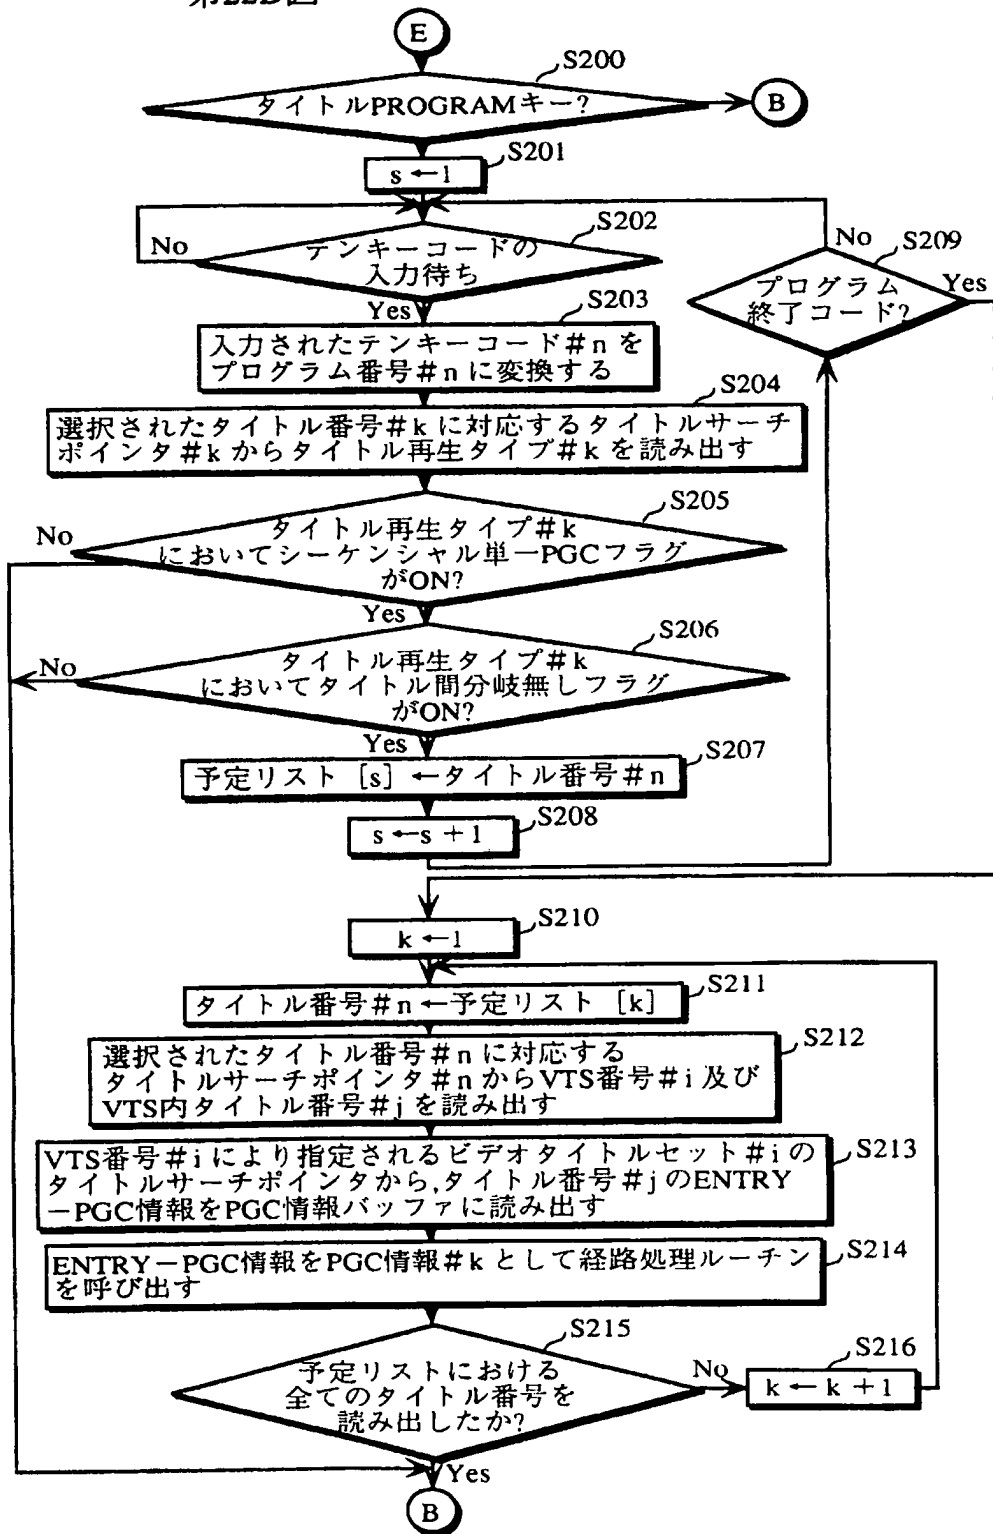 第22B図
E
S200
タイトルPROGRAMキー?
B
S201
s←1
S202
No
テンキーコードの
入力待ち
Yes
No
S209
プログラム
終了コード?
Yes
S203
入力されたテンキーコード#nを
プログラム番号#nに変換する
S204
選択されたタイトル番号#kに対応するタイトルサーチ
ポインタ#kからタイトル再生タイプ#kを読み出す
S205
No
タイトル再生タイプ#k
においてシーケンシャル単一PGCフラグ
がON?
Yes
S206
No
タイトル再生タイプ#k
においてタイトル間分岐無しフラグ
がON?
Yes
S207
予定リスト [s]←タイトル番号#n
S208
s←s+1
S210
k←1
S211
タイトル番号#n←予定リスト [k]
S212
選択されたタイトル番号#nに対応する
タイトルサーチポインタ#nからVTS番号#i及び
VTS内タイトル番号#jを読み出す
S213
VTS番号#iにより指定されるビデオタイトルセット#iの
タイトルサーチポインタから,タイトル番号#jのENTRY
−PGC情報をPGC情報バッファに読み出す
S214
ENTRY−PGC情報をPGC情報#kとして経路処理ルーチン
を呼び出す
S215
予定リストにおける
全てのタイトル番号を
読み出したか?
No
S216
k←k+1
Yes
B